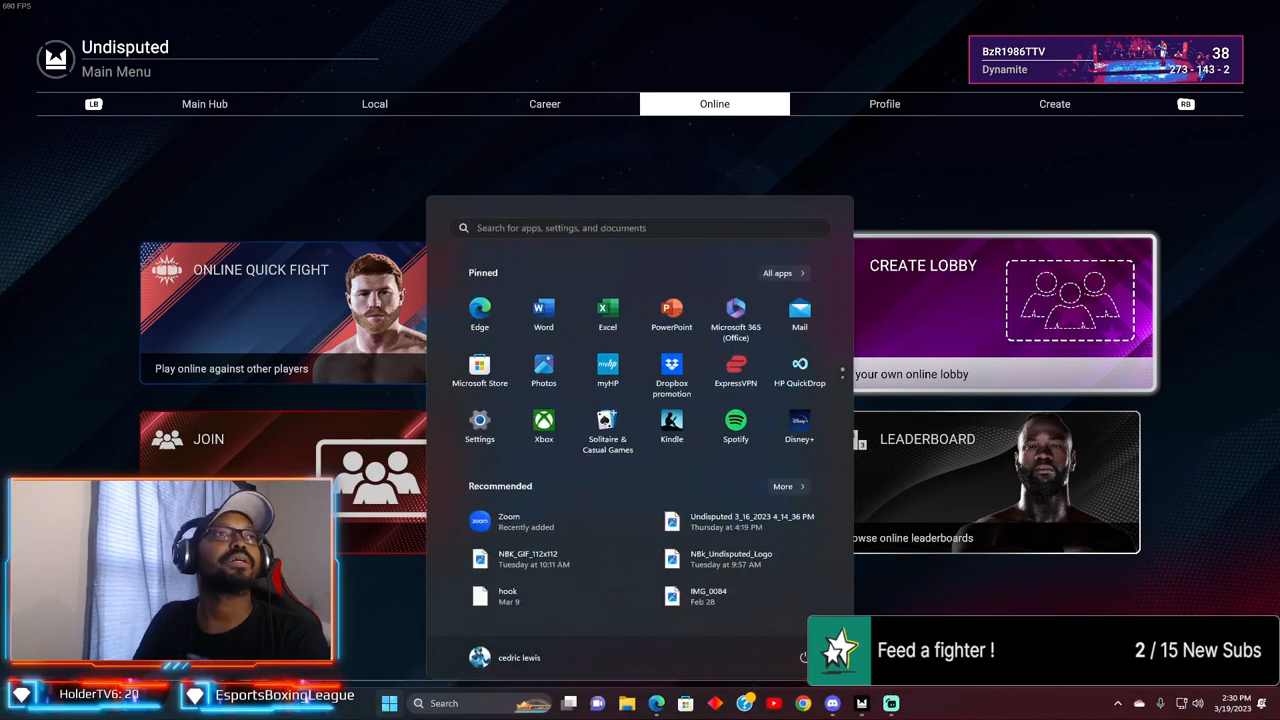 690 FPS
Undisputed
Main Menu
BzR1986TTV
38
Dynamite
273 - 143 - 2
LB
Main Hub
Local
Career
Online
Profile
Create
RB
Search for apps, settings, and documents
ONLINE QUICK FIGHT
Play online against other players
CREATE LOBBY
your own online lobby
Pinned
All apps
Edge
Word
Excel
PowerPoint
Microsoft 365
(Office)
Mail
Microsoft Store
Photos
myHP
Dropbox
promotion
ExpressVPN
HP QuickDrop
Settings
Xbox
Solitaire &
Casual Games
Kindle
Spotify
Disney+
JOIN
LEADERBOARD
owse online leaderboards
Recommended
More
Zoom
Recently added
Undisputed 3_16_2023 4_14_36 PM
Thursday at 4:19 PM
NBK_GIF_112x112
Tuesday at 10:11 AM
NBk_Undisputed_Logo
Tuesday at 9:57 AM
hook
Mar 9
IMG_0084
Feb 28
cedric lewis
Feed a fighter !
2 / 15 New Subs
HolderTV6: 20
EsportsBoxingLeague
Search
2:30 PM
3/19/2023